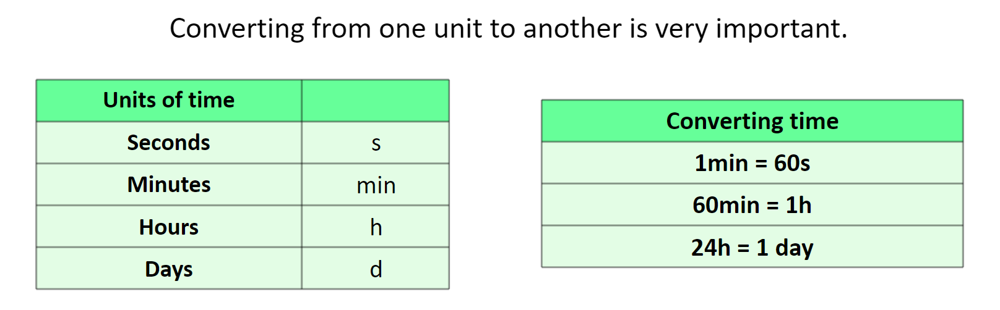 Converting from one unit to another is very important.
Units of time
Seconds s
Minutes min
Hours h
Days d
Converting time
1min = 60s
60min = 1h
24h = 1 day